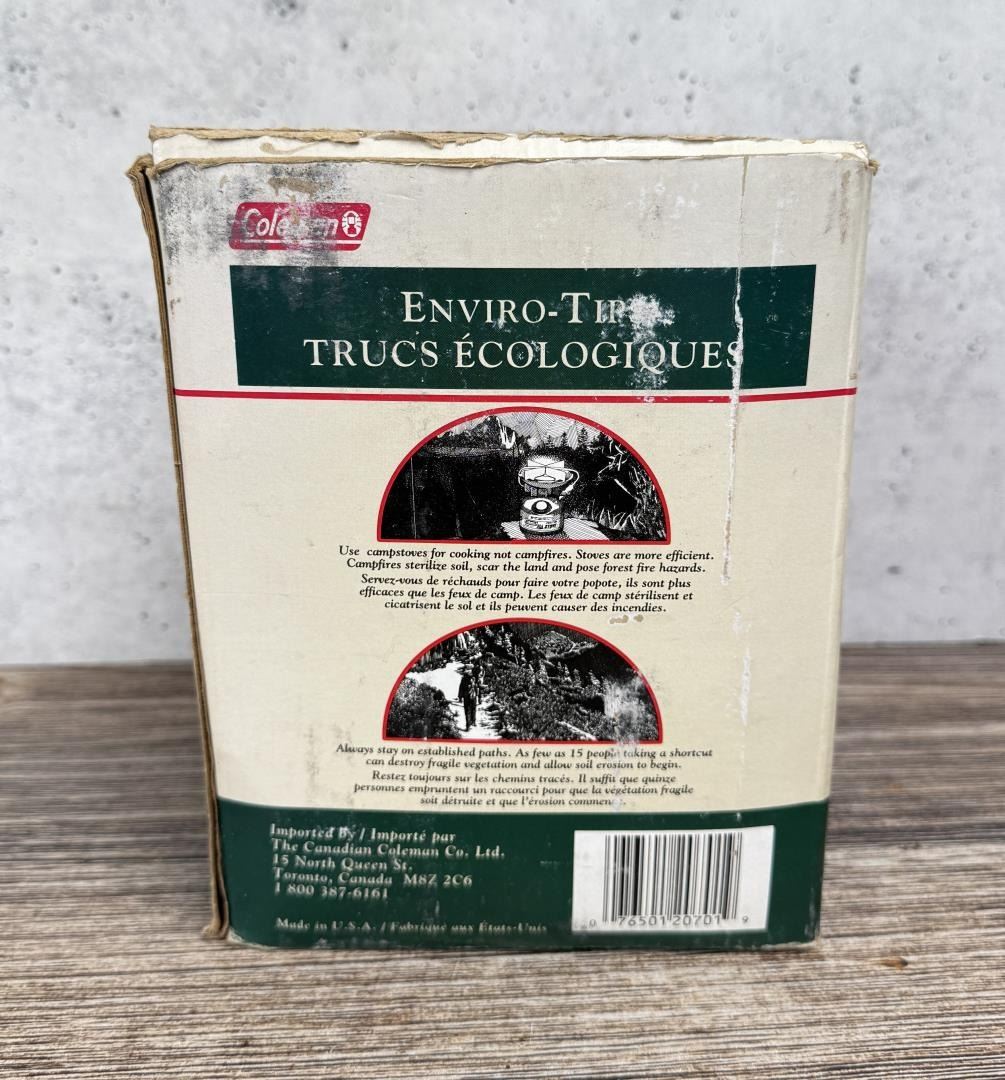 Coleman
ENVIRO-TIPS
TRUCS ÉCOLOGIQUES
Use campstoves for cooking not campfires. Stoves are more efficient.
Campfires sterilize soil, scar the land and pose forest fire hazards.
Servez-vous de réchauds pour faire votre popote, ils sont plus
efficaces que les feux de camp. Les feux de camp stérilisent et
cicatrisent le sol et ils peuvent causer des incendies.
Always stay on established paths. As few as 15 people taking a shortcut
can destroy fragile vegetation and allow soil erosion to begin.
Restez toujours sur les chemins tracés. Il suffit que quinze
personnes empruntent un raccourci pour que la végétation fragile
soit détruite et que l'érosion commence.
Imported By / Importé par
The Canadian Coleman Co. Ltd.
15 North Queen St.
Toronto, Canada M8Z 2C6
1 800 387-6161
Made in U.S.A. / Fabrique aux États-Unis
0 76501 20701 9